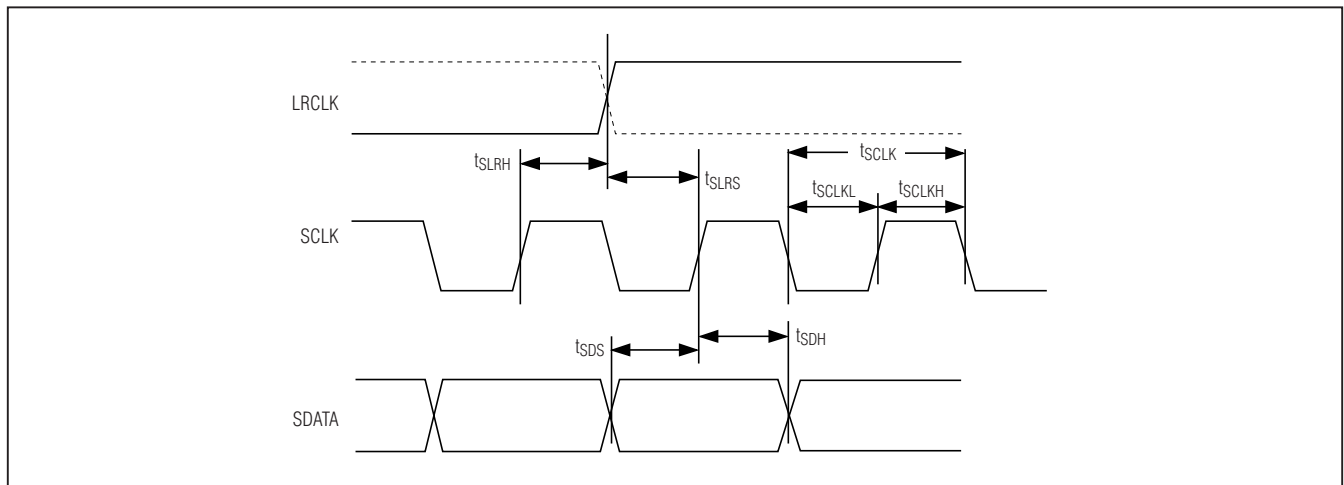 LRCLK
tSLRH
tSLRS
tSCLK
tSCLKL
tSCLKH
SCLK
tSDS
tSDH
SDATA